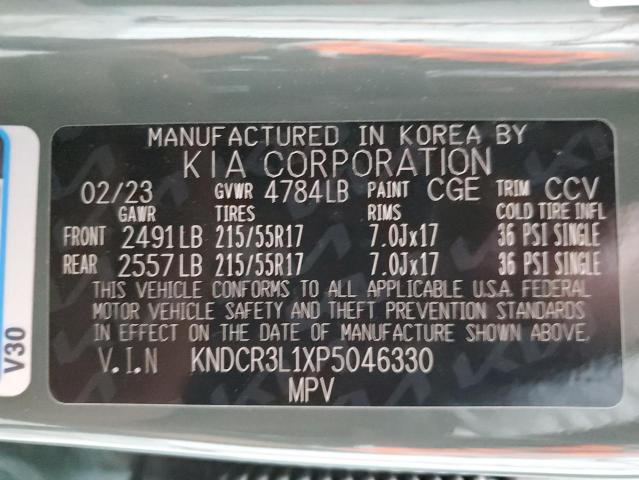 MANUFACTURED IN KOREA BY
KIA CORPORATION
02/23 GVWR 4784LB PAINT CGE TRIM CCV
GAWR TIRES RIMS COLD TIRE INFL
FRONT 2491LB 215/55R17 7.0Jx17 36 PSI SINGLE
REAR 2557LB 215/55R17 7.0Jx17 36 PSI SINGLE
THIS VEHICLE CONFORMS TO ALL APPLICABLE U.S.A. FEDERAL
MOTOR VEHICLE SAFETY AND THEFT PREVENTION STANDARDS
IN EFFECT ON THE DATE OF MANUFACTURE SHOWN ABOVE.
V.I.N KNDCR3L1XP5046330
MPV
V30